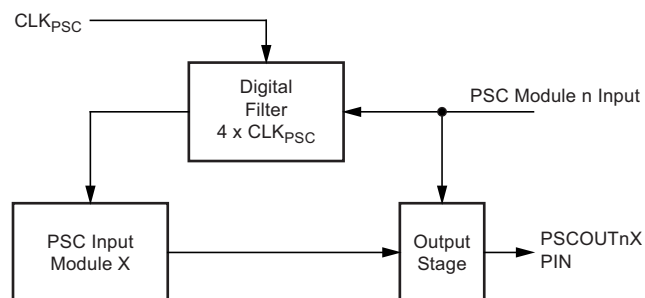 CLKPSC
Digital
Filter
4 x CLKPSC
PSC Module n Input
PSC Input
Module X
Output
Stage
PSCOUTnX
PIN